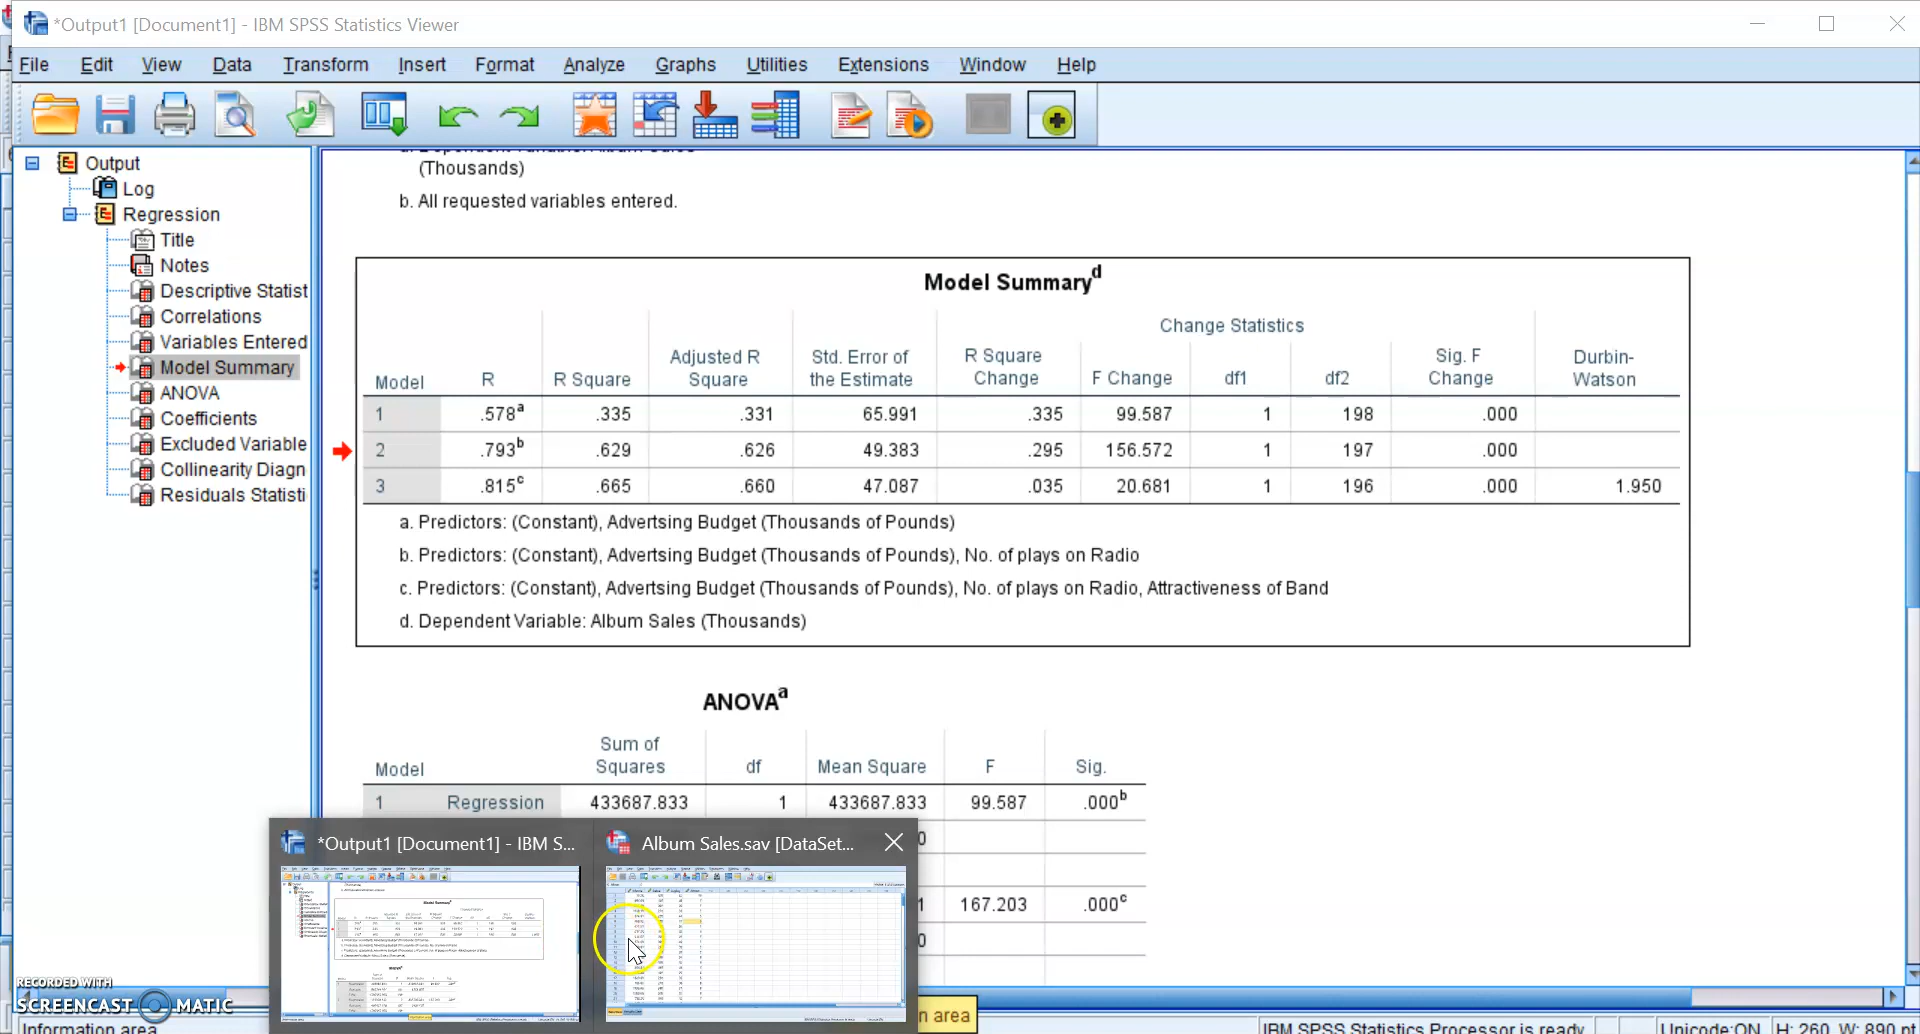 *Output1 [Document1] - IBM SPSS Statistics Viewer
File Edit View Data Transform Insert Format Analyze Graphs Utilities Extensions Window Help
Output
Log
Regression
Title
Notes
Descriptive Statist
Correlations
Variables Entered
Model Summary
ANOVA
Coefficients
Excluded Variable
Collinearity Diagn
Residuals Statisti
(Thousands)
b. All requested variables entered.
Model Summary^d
Change Statistics
Model R R Square Adjusted R Square Std. Error of the Estimate R Square Change F Change df1 df2 Sig. F Change Durbin-Watson
1 .578^a .335 .331 65.991 .335 99.587 1 198 .000
2 .793^b .629 .626 49.383 .295 156.572 1 197 .000
3 .815^c .665 .660 47.087 .035 20.681 1 196 .000 1.950
a. Predictors: (Constant), Advertsing Budget (Thousands of Pounds)
b. Predictors: (Constant), Advertsing Budget (Thousands of Pounds), No. of plays on Radio
c. Predictors: (Constant), Advertsing Budget (Thousands of Pounds), No. of plays on Radio, Attractiveness of Band
d. Dependent Variable: Album Sales (Thousands)
ANOVA^a
Model Sum of Squares df Mean Square F Sig.
1 Regression 433687.833 1 433687.833 99.587 .000^b
*Output1 [Document1] - IBM S...
Album Sales.sav [DataSet...
0
1 167.203 .000^c
0
RECORDED WITH
SCREENCAST MATIC
n area
Information area
IBM SPSS Statistics Processor is ready
Unicode:ON
H: 260, W: 890 pt